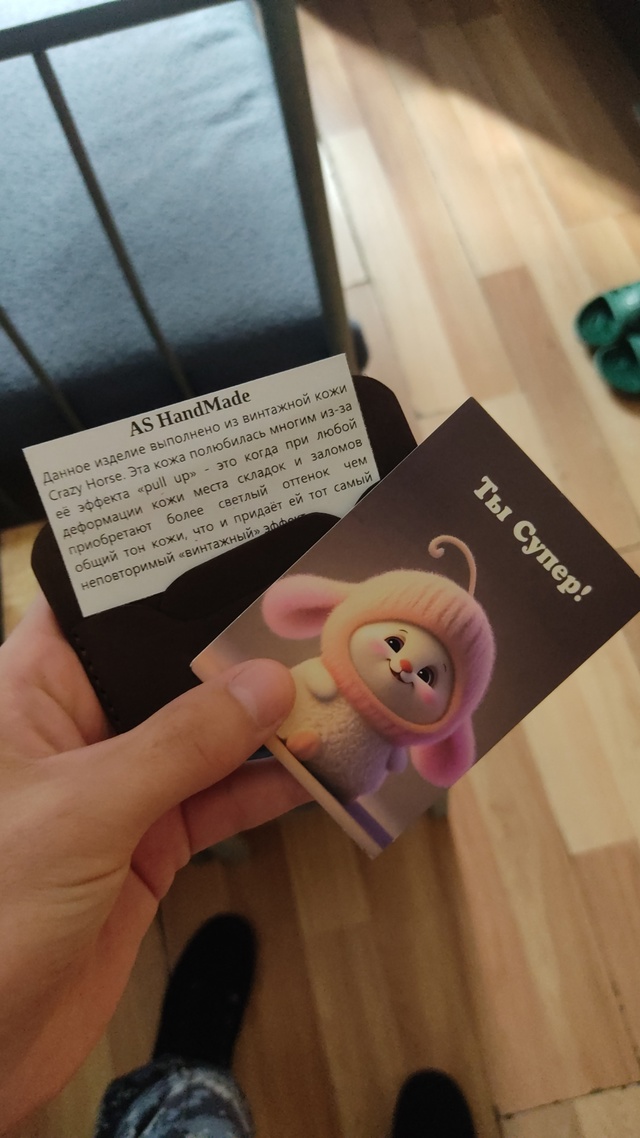 AS HandMade
Данное изделие выполнено из винтажной кожи
Crazy Horse. Эта кожа полюбилась многим из-за
её эффекта «pull up» - это когда при любой
деформации кожи места складок и заломов
приобретают более светлый оттенок чем
общий тон кожи, что и придаёт ей тот самый
неповторимый «винтажный» эффект
Ты Супер!